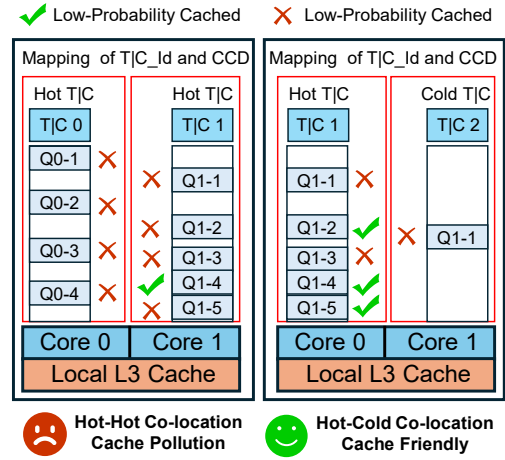 Low-Probability Cached
Low-Probability Cached
Mapping of T|C_Id and CCD
Hot T|C
Hot T|C
T|C 0
T|C 1
Q0-1
Q0-2
Q0-3
Q0-4
Q1-1
Q1-2
Q1-3
Q1-4
Q1-5
Core 0
Core 1
Local L3 Cache
Hot-Hot Co-location
Cache Pollution
Mapping of T|C_Id and CCD
Hot T|C
Cold T|C
T|C 1
T|C 2
Q1-1
Q1-2
Q1-3
Q1-4
Q1-5
Q1-1
Core 0
Core 1
Local L3 Cache
Hot-Cold Co-location
Cache Friendly